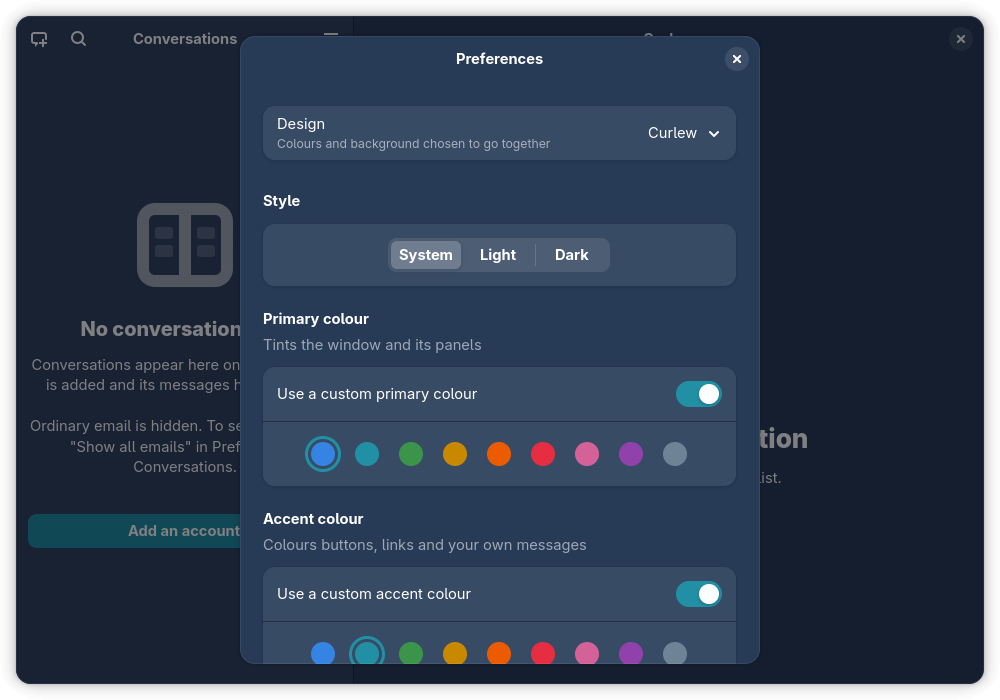 Conversations
Preferences
Design
Colours and background chosen to go together
Curlew
Style
System
Light
Dark
No conversation
Primary colour
Tints the window and its panels
Conversations appear here on
is added and its messages h
Use a custom primary colour
Ordinary email is hidden. To se
"Show all emails" in Pref
Conversations.
tion
ist.
Accent colour
Add an account
Colours buttons, links and your own messages
Use a custom accent colour